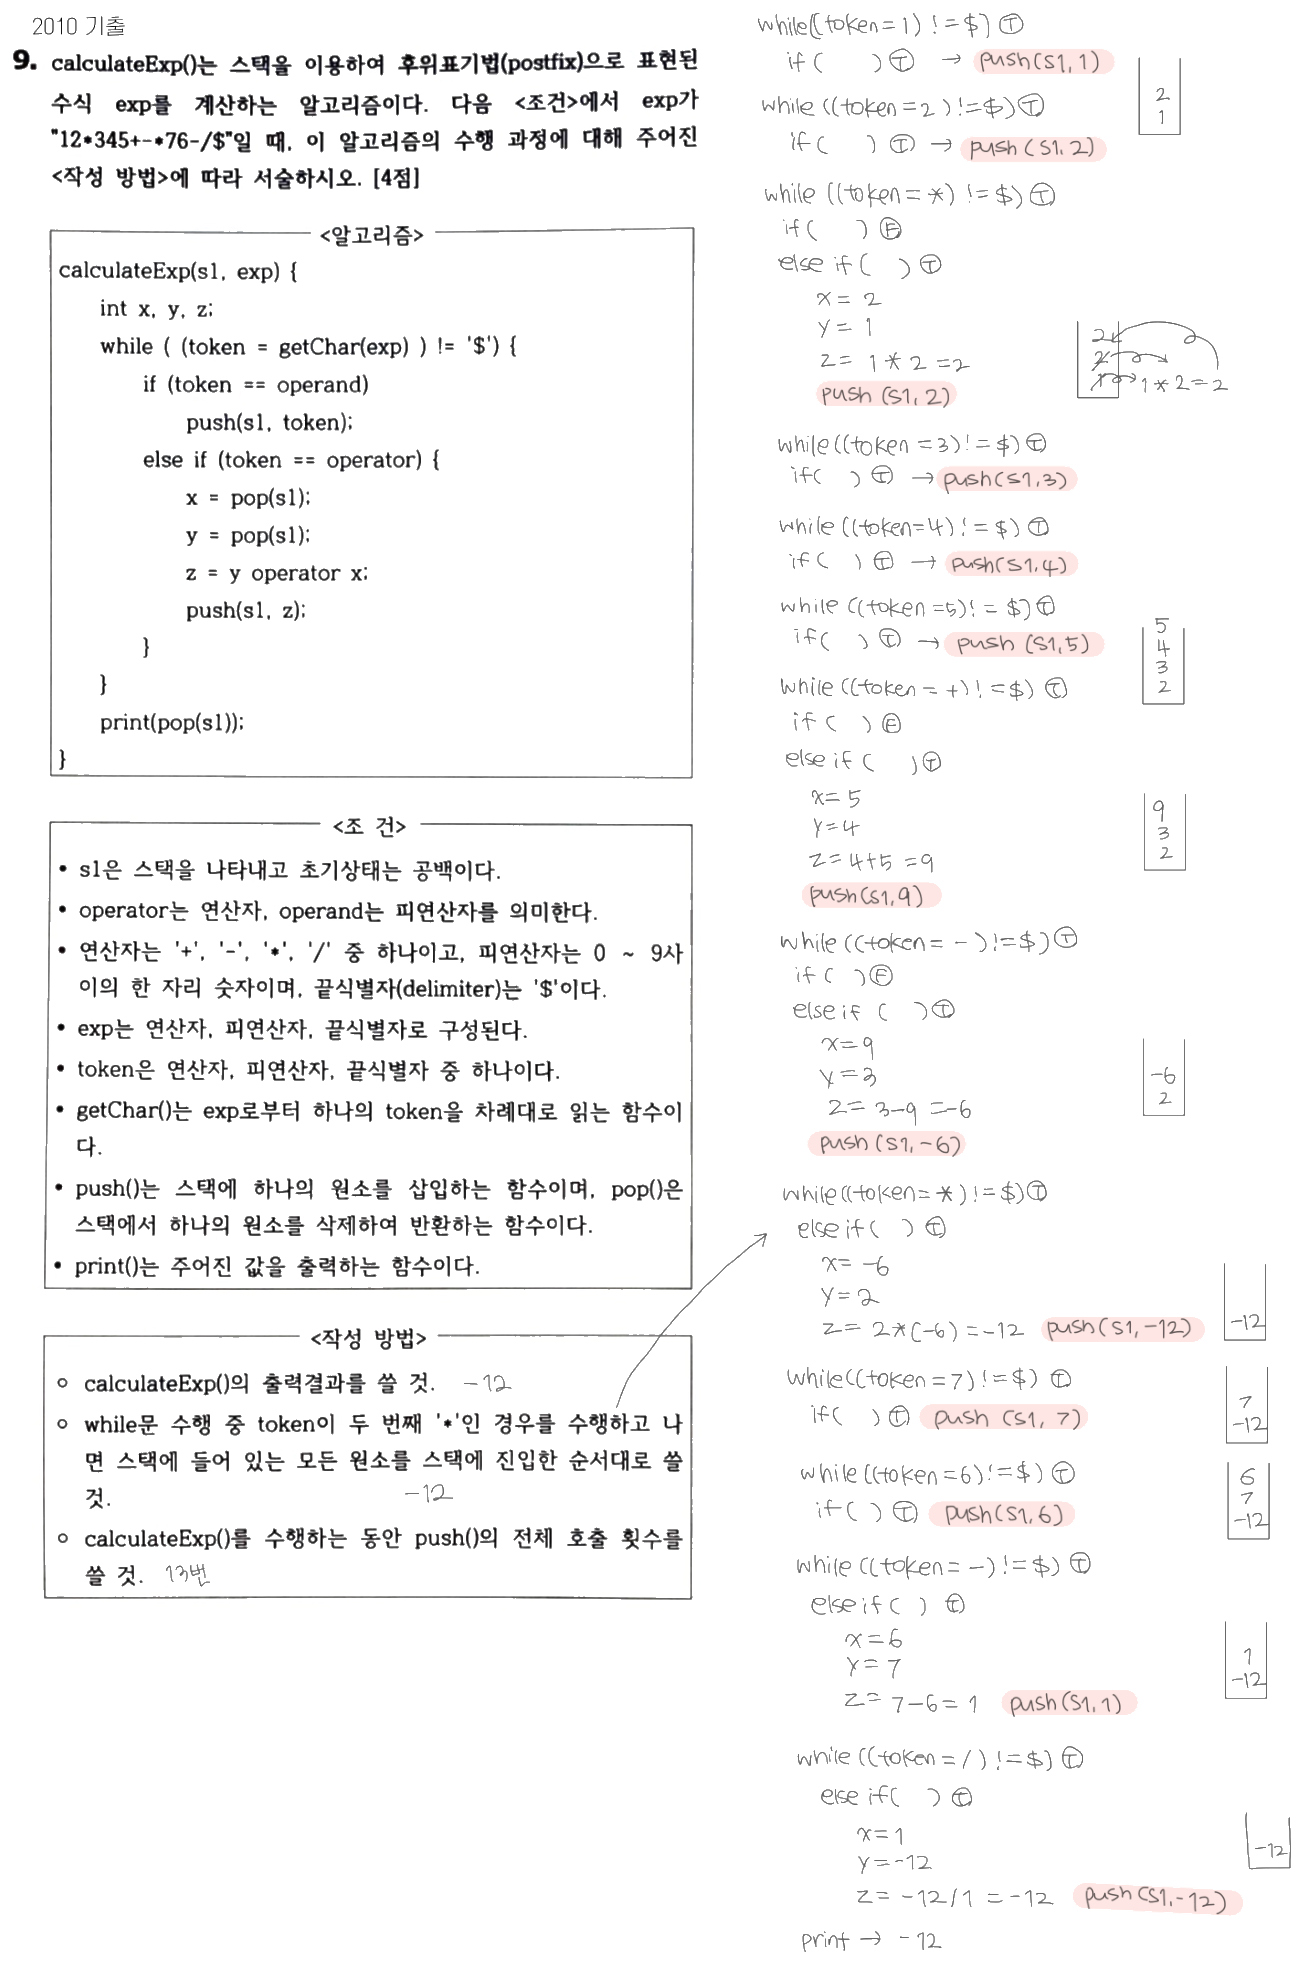 2010 기출
9. calculateExp()는 스택을 이용하여 후위표기법(postfix)으로 표현된
수식 exp를 계산하는 알고리즘이다. 다음 <조건>에서 exp가
"12*345+-*76-/$"일 때, 이 알고리즘의 수행 과정에 대해 주어진
<작성 방법>에 따라 서술하시오. [4점]
<알고리즘>
calculateExp(s1, exp) {
int x, y, z;
while ( (token = getChar(exp) ) != '$') {
if (token == operand)
push(s1, token);
else if (token == operator) {
x = pop(s1);
y = pop(s1);
z = y operator x;
push(s1, z);
}
}
print(pop(s1));
}
<조 건>
• s1은 스택을 나타내고 초기상태는 공백이다.
• operator는 연산자, operand는 피연산자를 의미한다.
• 연산자는 '+', '-', '*', '/' 중 하나이고, 피연산자는 0 ~ 9사
이의 한 자리 숫자이며, 끝식별자(delimiter)는 '$'이다.
• exp는 연산자, 피연산자, 끝식별자로 구성된다.
• token은 연산자, 피연산자, 끝식별자 중 하나이다.
• getChar()는 exp로부터 하나의 token을 차례대로 읽는 함수이
다.
• push()는 스택에 하나의 원소를 삽입하는 함수이며, pop()은
스택에서 하나의 원소를 삭제하여 반환하는 함수이다.
• print()는 주어진 값을 출력하는 함수이다.
<작성 방법>
○ calculateExp()의 출력결과를 쓸 것. -12
○ while문 수행 중 token이 두 번째 '*'인 경우를 수행하고 나
면 스택에 들어 있는 모든 원소를 스택에 진입한 순서대로 쓸
것. -12
○ calculateExp()를 수행하는 동안 push()의 전체 호출 횟수를
쓸 것. 13번
while((token=1) !=$) Ⓣ
if( ) Ⓣ → push(S1, 1)
while ((token=2) !=$) Ⓣ
if( ) Ⓣ → push(S1, 2)
2
1
while ((token=*) !=$) Ⓣ
if( ) Ⓕ
else if( ) Ⓣ
x= 2
y= 1
z= 1*2 =2
push (S1, 2)
2
2
1 1*2=2
while((token=3)!=$) Ⓣ
if( ) Ⓣ → push(S1,3)
while((token=4)!=$) Ⓣ
if( ) Ⓣ → push(S1,4)
while ((token=5)!=$) Ⓣ
if( ) Ⓣ → push (S1,5)
5
4
3
2
while((token=+)!=$) Ⓣ
if( ) Ⓕ
else if( ) Ⓣ
x=5
y=4
z=4+5=9
push(S1,9)
9
3
2
while((token=-)!=$) Ⓣ
if( ) Ⓕ
else if ( ) Ⓣ
x=9
y=3
z=3-9=-6
push(S1,-6)
-6
2
while((token=*)!=$) Ⓣ
else if( ) Ⓣ
x=-6
y=2
z= 2*(-6)=-12 push(S1,-12)
-12
while((token=7)!=$) Ⓣ
if( ) Ⓣ push (S1, 7)
7
-12
while((token=6)!=$) Ⓣ
if( ) Ⓣ push(S1,6)
6
7
-12
while((token=-)!=$) Ⓣ
else if( ) Ⓣ
x=6
y=7
z= 7-6=1 push(S1,1)
1
-12
while((token=/)!=$) Ⓣ
else if( ) Ⓣ
x=1
y=-12
z= -12/1 =-12 push(S1,-12)
-12
print → -12